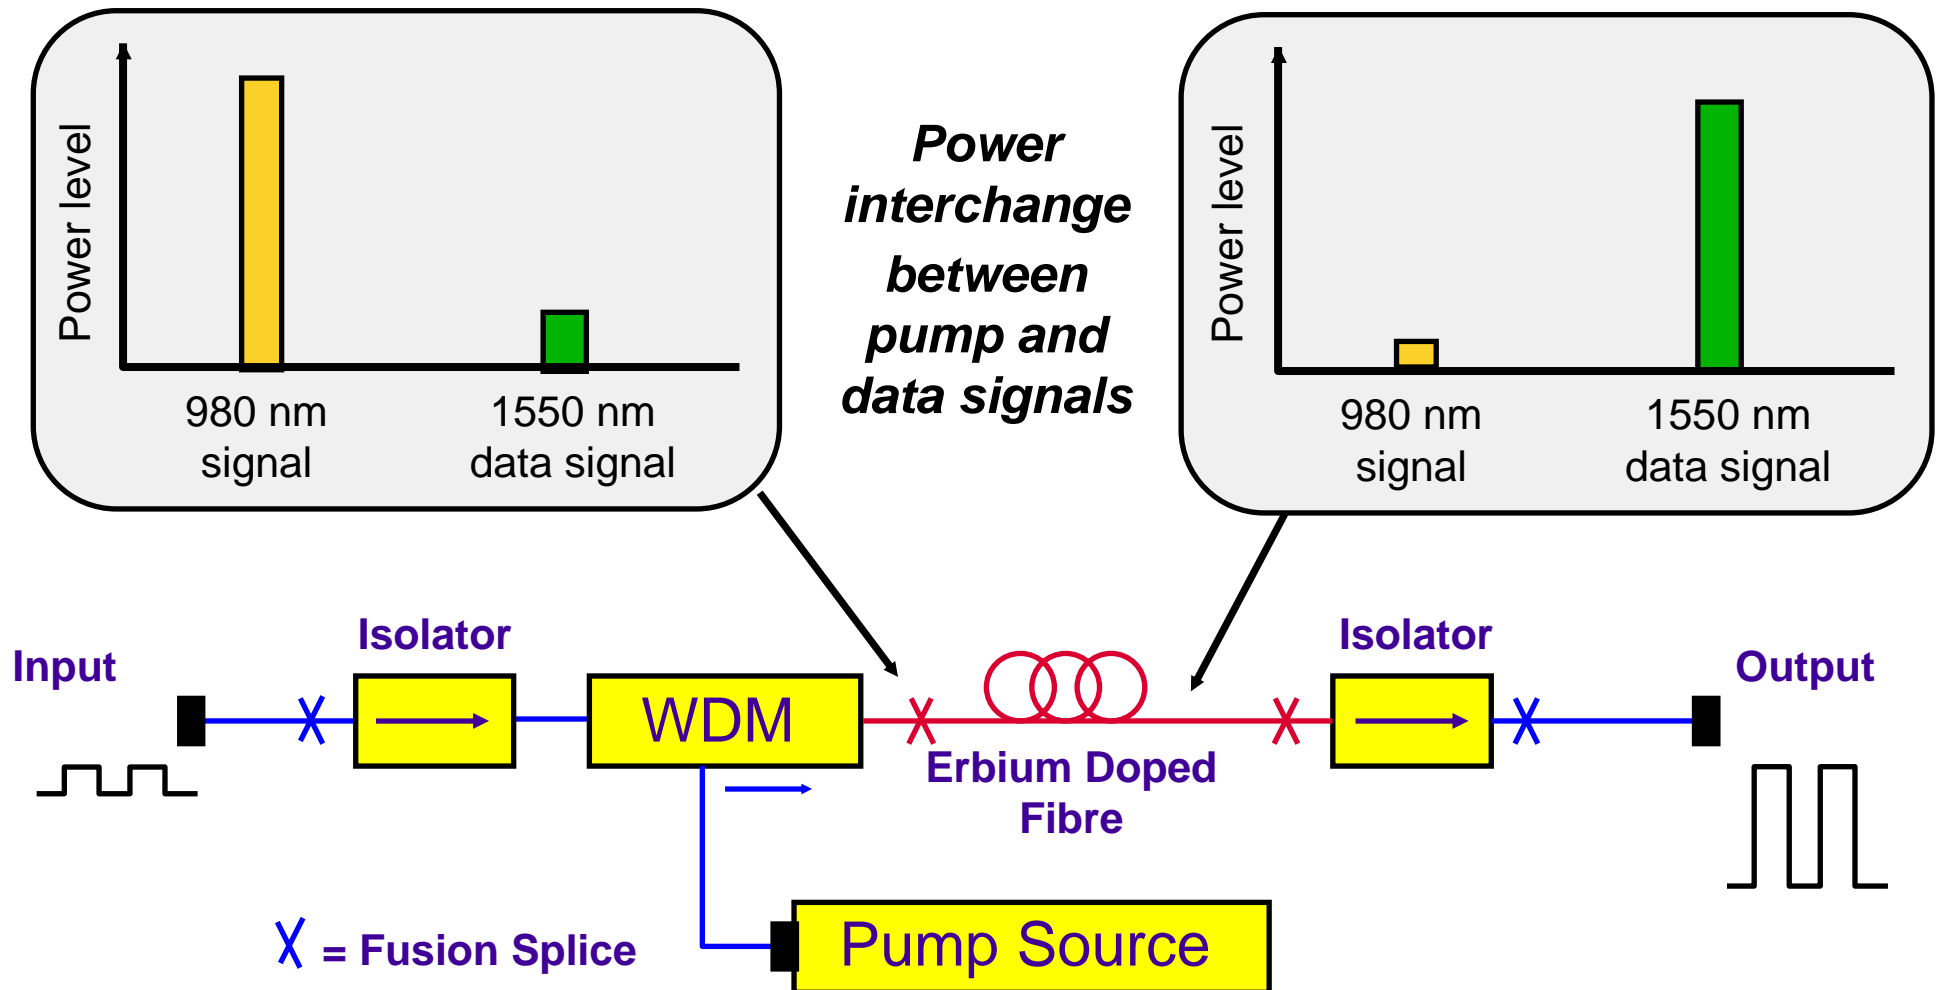 Power level
980 nm
signal
1550 nm
data signal
Power
interchange
between
pump and
data signals
Power level
980 nm
signal
1550 nm
data signal
Input
Isolator
WDM
Erbium Doped
Fibre
Isolator
Output
= Fusion Splice
Pump Source